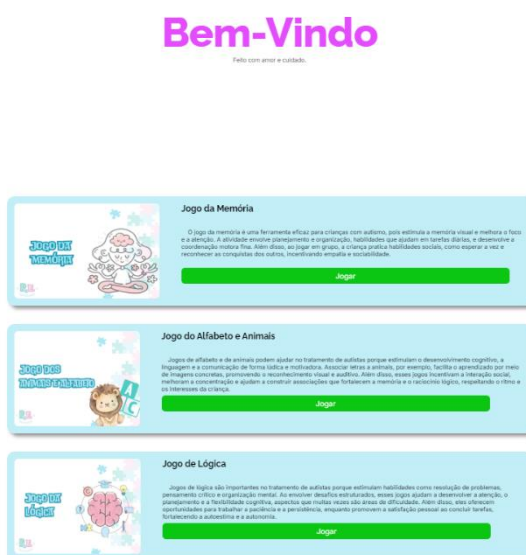 Bem-Vindo
Feito com amor e cuidado.
JOGO DA
MEMÓRIA
Jogo da Memória
O jogo da memória é uma ferramenta eficaz para crianças com autismo, pois estimula a memória visual e melhora o foco
e a atenção. A atividade envolve planejamento e organização, habilidades que ajudam em tarefas diárias, e desenvolve a
coordenação motora fina. Além disso, ao jogar em grupo, a criança pratica habilidades sociais, como esperar a vez e
reconhecer as conquistas dos outros, incentivando empatia e sociabilidade.
Jogar
JOGO DOS
ANIMAIS E ALFABETO
A
C
Jogo do Alfabeto e Animais
Jogos de alfabeto e de animais podem ajudar no tratamento de autistas porque estimulam o desenvolvimento cognitivo, a
linguagem e a comunicação de forma lúdica e motivadora. Associar letras a animais, por exemplo, facilita o aprendizado por meio
de imagens concretas, promovendo o reconhecimento visual e auditivo. Além disso, esses jogos incentivam a interação social,
melhoram a concentração e ajudam a construir associações que fortalecem a memória e o raciocínio lógico, respeitando o ritmo e
os interesses da criança.
Jogar
JOGO DE
LÓGICA
Jogo de Lógica
Jogos de lógica são importantes no tratamento de autistas porque estimulam habilidades como resolução de problemas,
pensamento crítico e organização mental. Ao envolver desafios estruturados, esses jogos ajudam a desenvolver a atenção, o
planejamento e a flexibilidade cognitiva, aspectos que muitas vezes são áreas de dificuldade. Além disso, eles oferecem
oportunidades para trabalhar a paciência e a persistência, enquanto promovem a satisfação pessoal ao concluir tarefas,
fortalecendo a autoestima e a autonomia.
Jogar